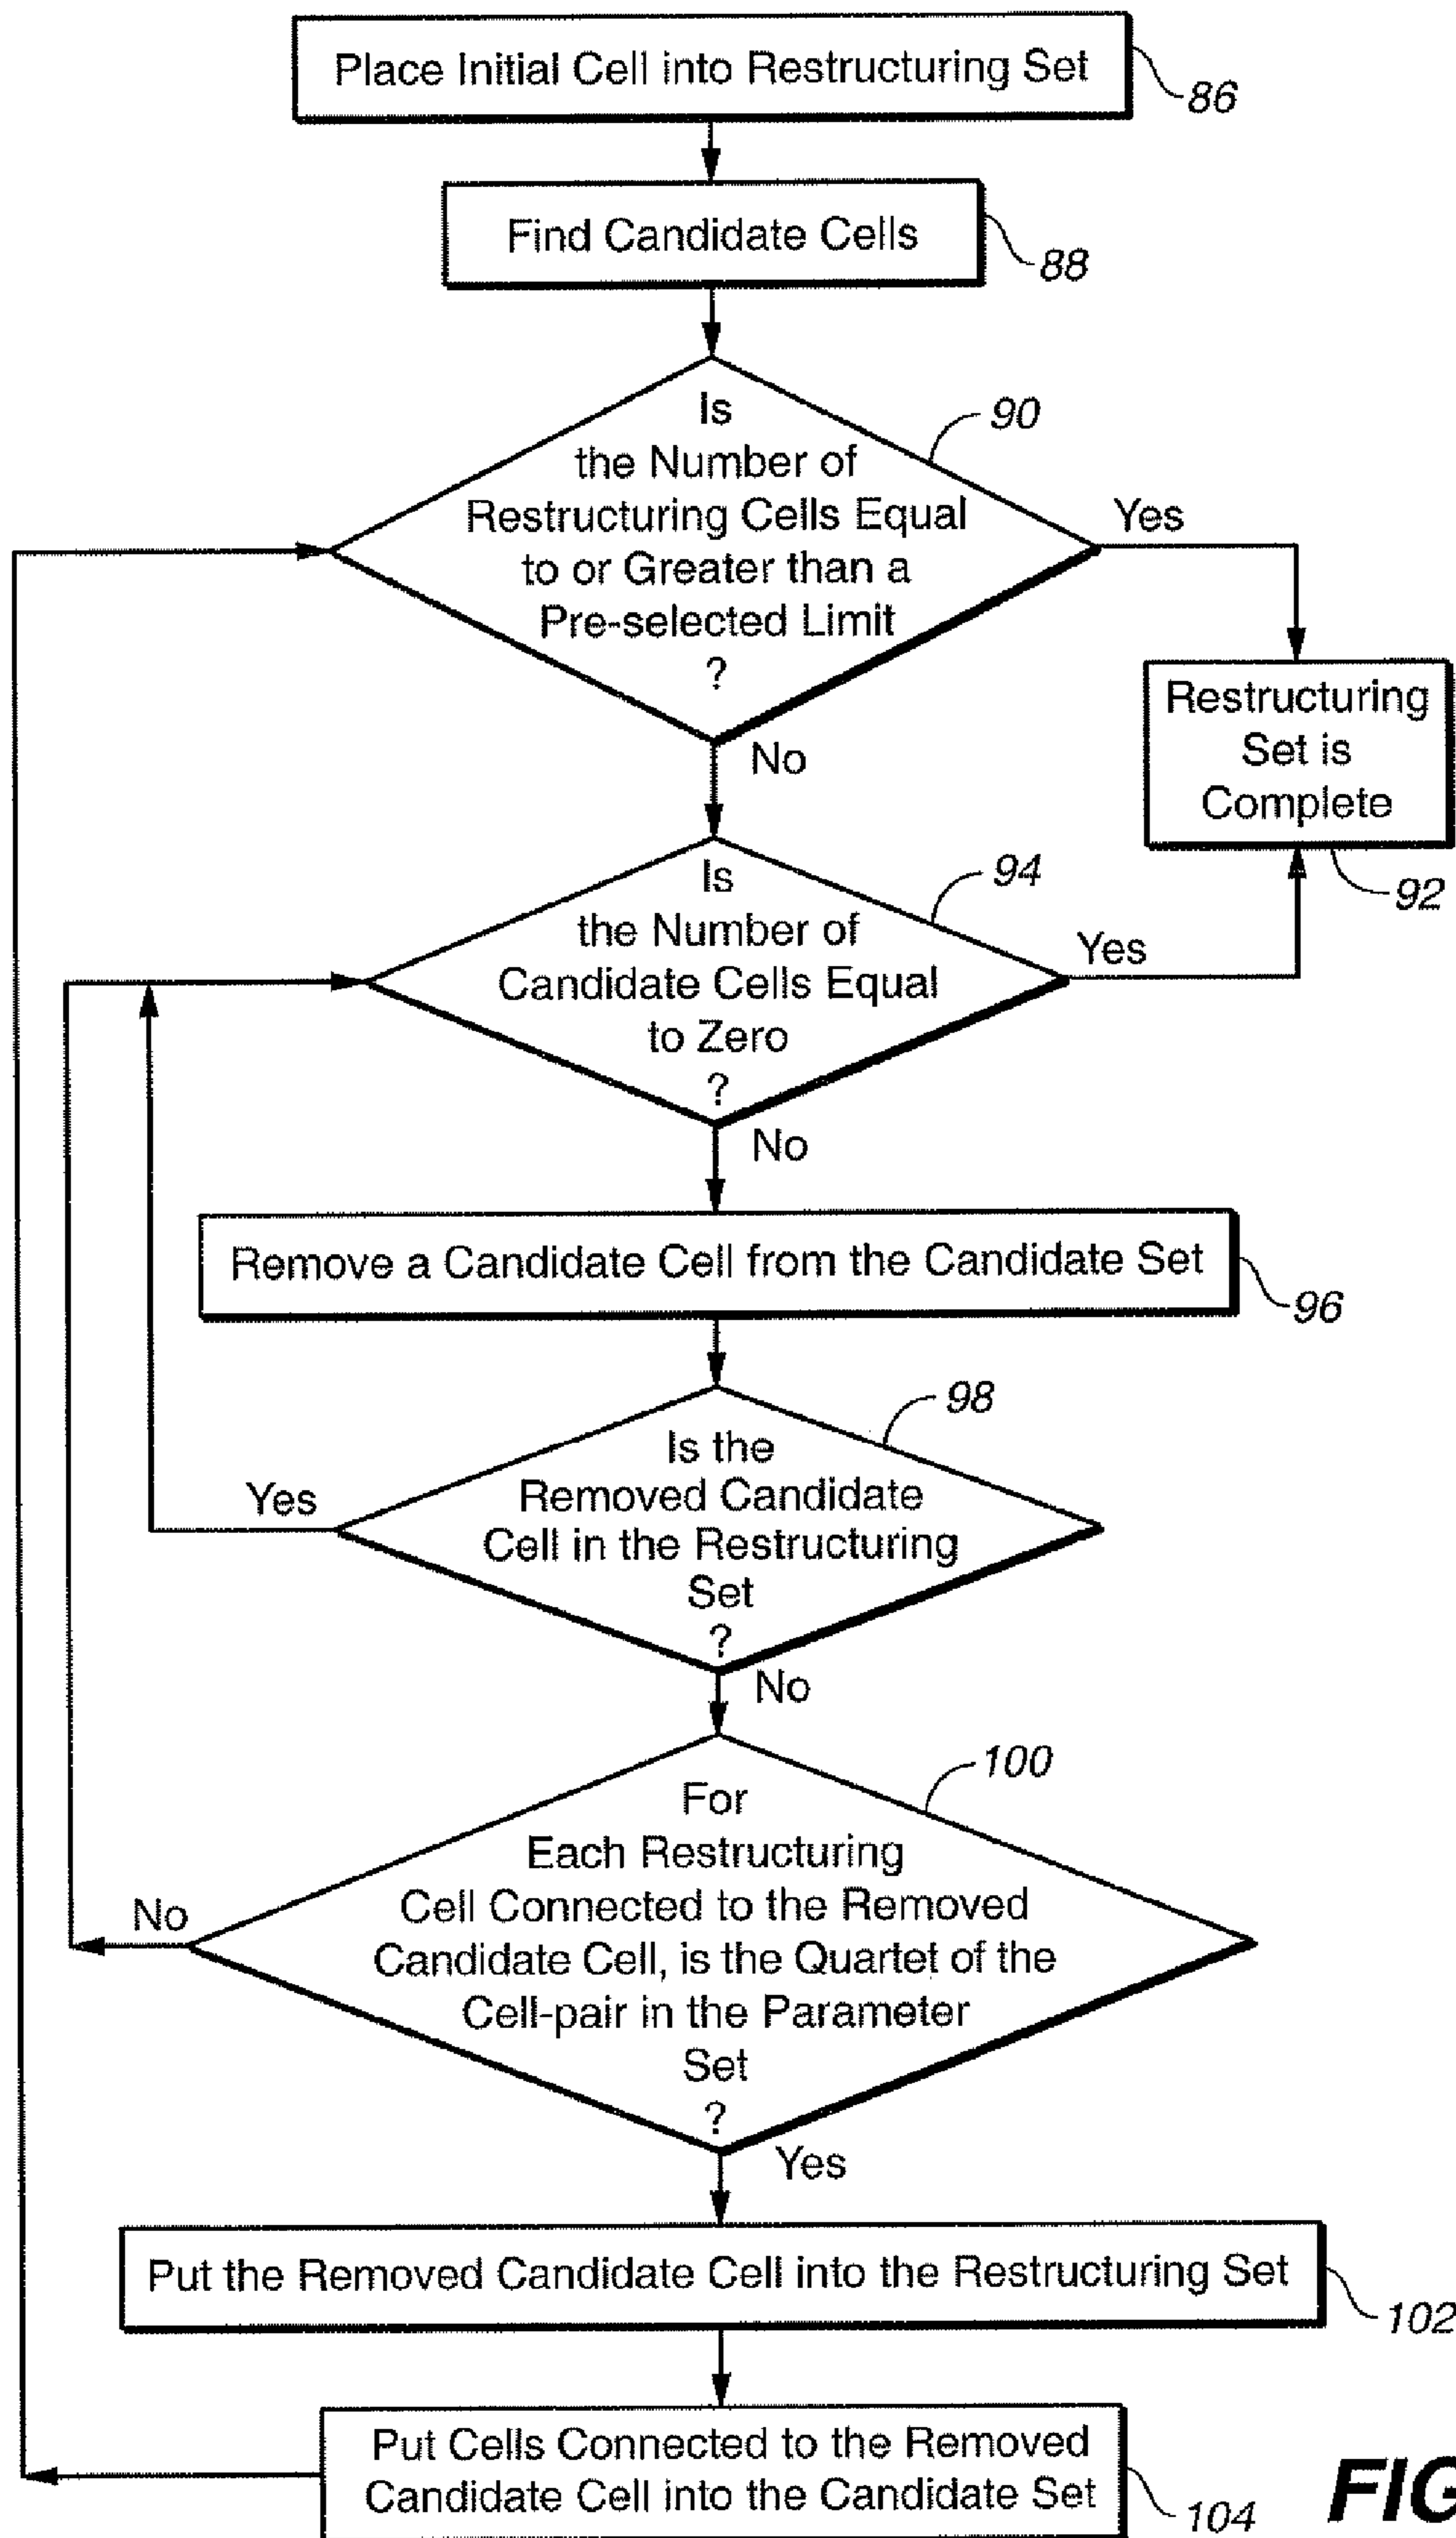 Place Initial Cell into Restructuring Set
86
Find Candidate Cells
88
Is
the Number of
Restructuring Cells Equal
to or Greater than a
Pre-selected Limit
?
90
Yes
No
Restructuring
Set is
Complete
92
Is
the Number of
Candidate Cells Equal
to Zero
?
94
Yes
No
Remove a Candidate Cell from the Candidate Set
96
Is the
Removed Candidate
Cell in the Restructuring
Set
?
98
Yes
No
For
Each Restructuring
Cell Connected to the Removed
Candidate Cell, is the Quartet of the
Cell-pair in the Parameter
Set
?
100
No
Yes
Put the Removed Candidate Cell into the Restructuring Set
102
Put Cells Connected to the Removed
Candidate Cell into the Candidate Set
104
FIG